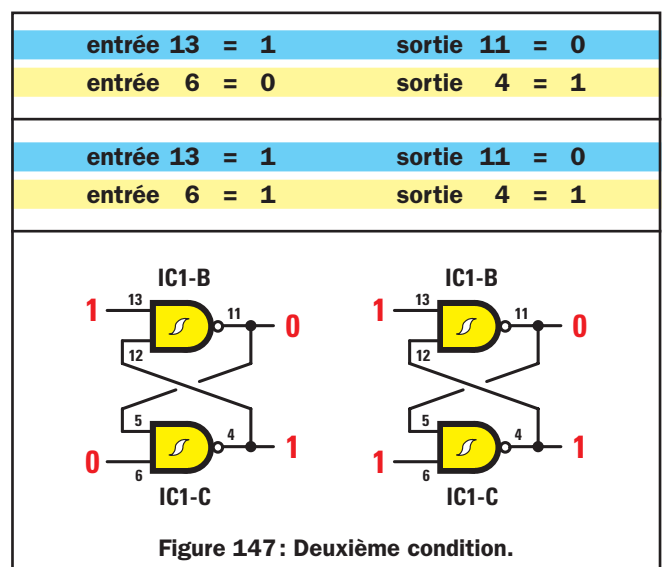 entrée 13 = 1 sortie 11 = 0
entrée 6 = 0 sortie 4 = 1
entrée 13 = 1 sortie 11 = 0
entrée 6 = 1 sortie 4 = 1
IC1-B IC1-B
1 13 11 0 1 13 11 0
12 12
5 5
4 1 4 1
0 6 1 6
IC1-C IC1-C
Figure 147 : Deuxième condition.